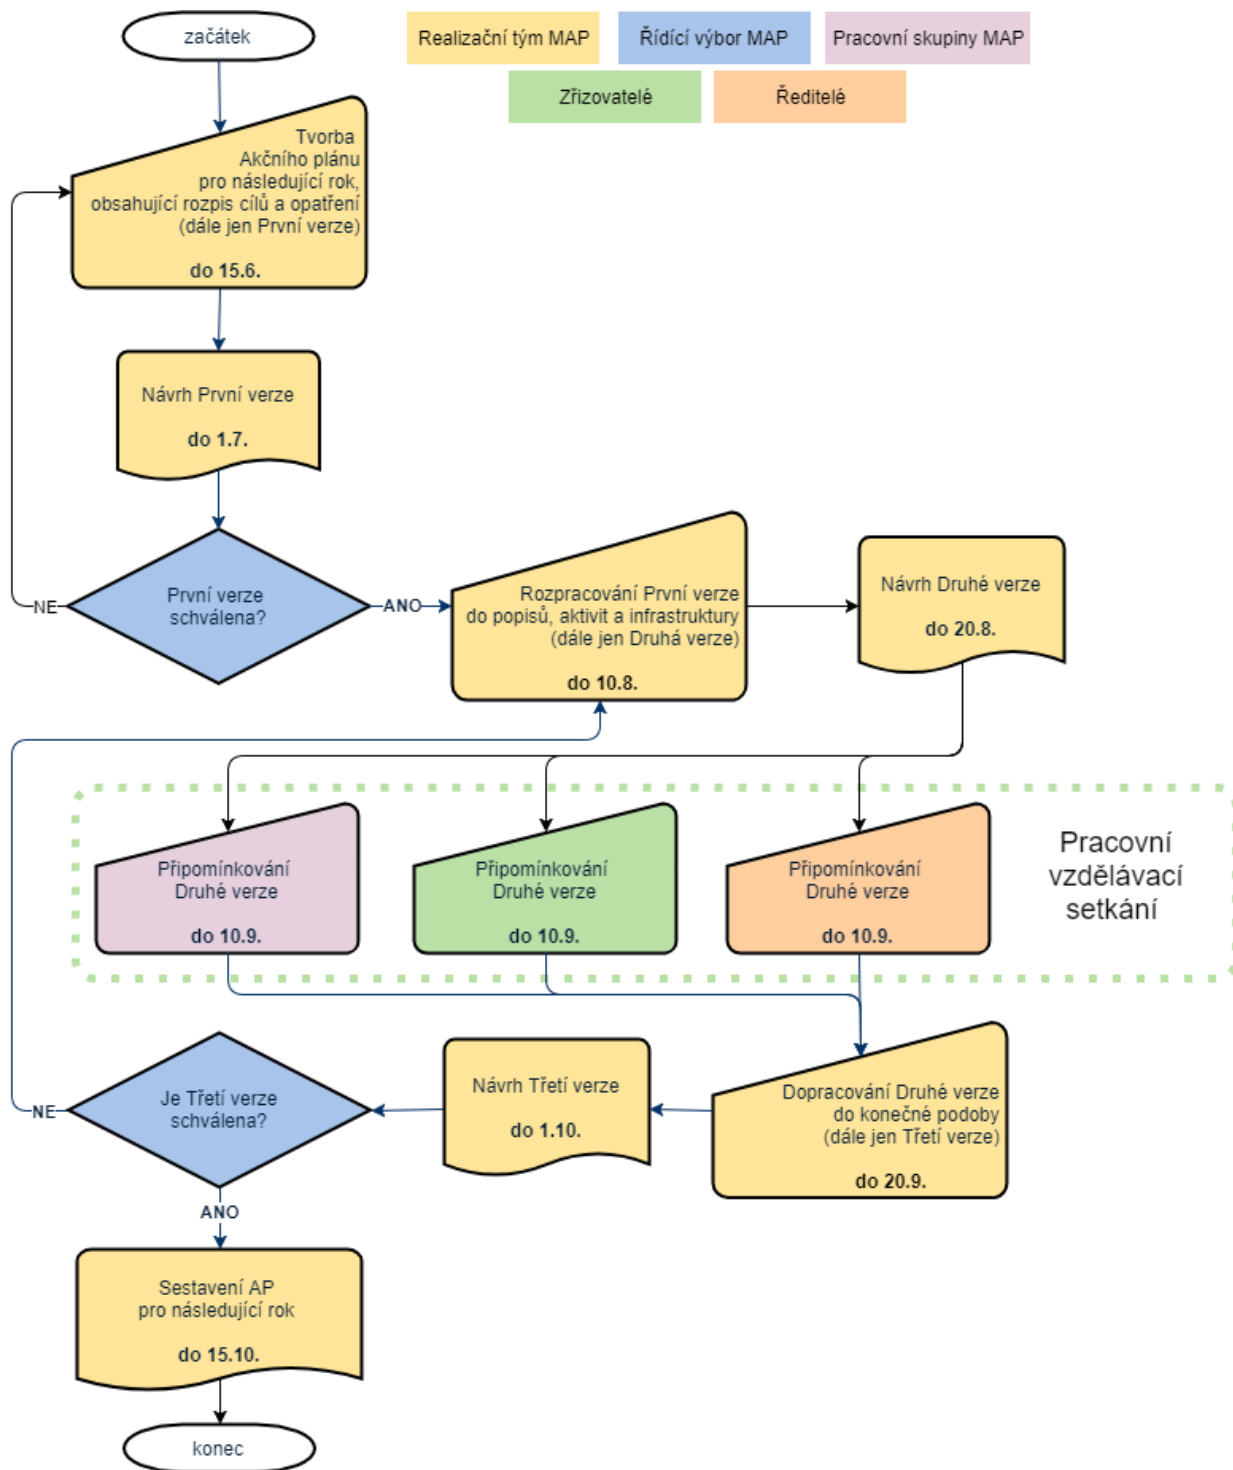 začátek
Realizační tým MAP
Řídící výbor MAP
Pracovní skupiny MAP
Zřizovatelé
Ředitelé
Tvorba
Akčního plánu
pro následující rok,
obsahující rozpis cílů a opatření
(dále jen První verze)
do 15.6.
Návrh První verze
do 1.7.
První verze
schválena?
NE
ANO
Rozpracování První verze
do popisů, aktivit a infrastruktury
(dále jen Druhá verze)
do 10.8.
Návrh Druhé verze
do 20.8.
Připomínkování
Druhé verze
do 10.9.
Připomínkování
Druhé verze
do 10.9.
Připomínkování
Druhé verze
do 10.9.
Pracovní
vzdělávací
setkání
Dopracování Druhé verze
do konečné podoby
(dále jen Třetí verze)
do 20.9.
Návrh Třetí verze
do 1.10.
Je Třetí verze
schválena?
NE
ANO
Sestavení AP
pro následující rok
do 15.10.
konec